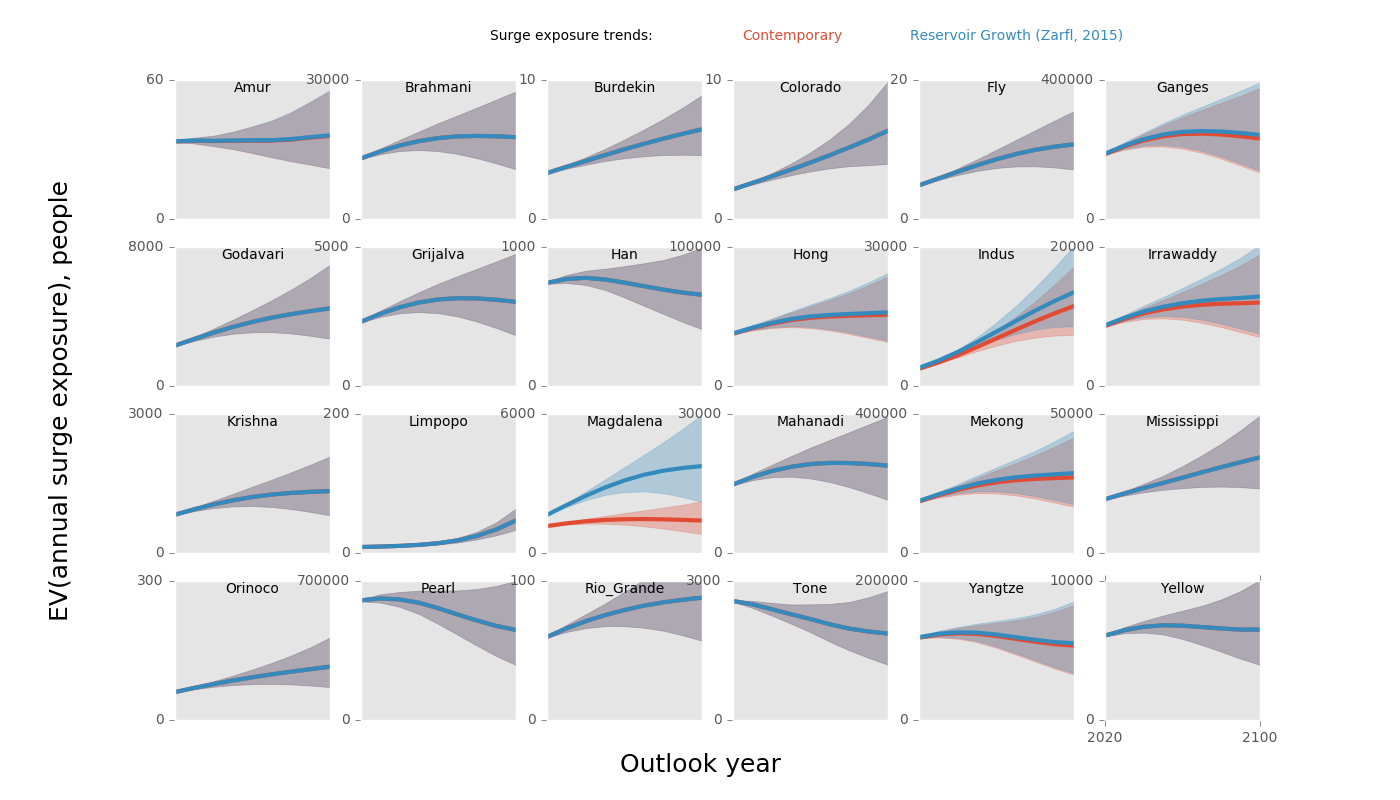 Surge exposure trends: Contemporary Reservoir Growth (Zarfl, 2015)
60 30000 10 10 20 400000
Amur Brahmani Burdekin Colorado Fly Ganges
0 0 0 0 0 0
8000 5000 1000 100000 30000 20000
Godavari Grijalva Han Hong Indus Irrawaddy
0 0 0 0 0 0
3000 200 6000 30000 400000 50000
Krishna Limpopo Magdalena Mahanadi Mekong Mississippi
0 0 0 0 0 0
300 700000 100 3000 200000 10000
Orinoco Pearl Rio_Grande Tone Yangtze Yellow
0 0 0 0 0 0
2020 2100
EV(annual surge exposure), people
Outlook year